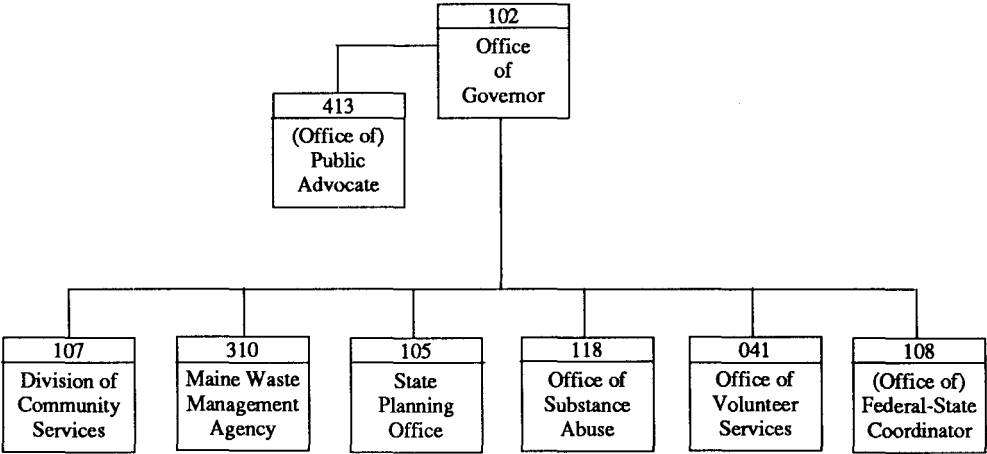 102
Office
of
Governor
413
(Office of)
Public
Advocate
107
Division of
Community
Services
310
Maine Waste
Management
Agency
105
State
Planning
Office
118
Office of
Substance
Abuse
041
Office of
Volunteer
Services
108
(Office of)
Federal-State
Coordinator